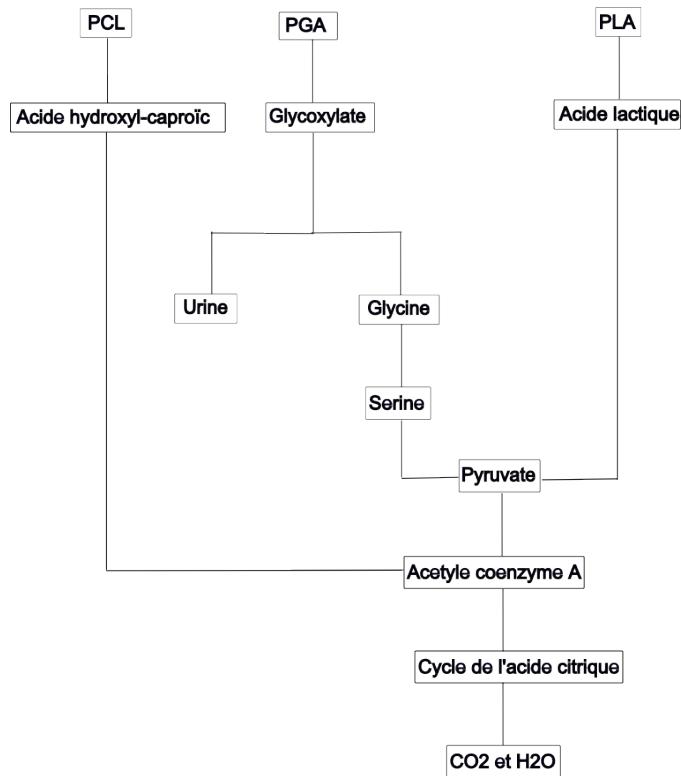 PCL
PGA
PLA
Acide hydroxyl-caproïc
Glycoxylate
Acide lactique
Urine
Glycine
Serine
Pyruvate
Acetyle coenzyme A
Cycle de l'acide citrique
CO2 et H2O